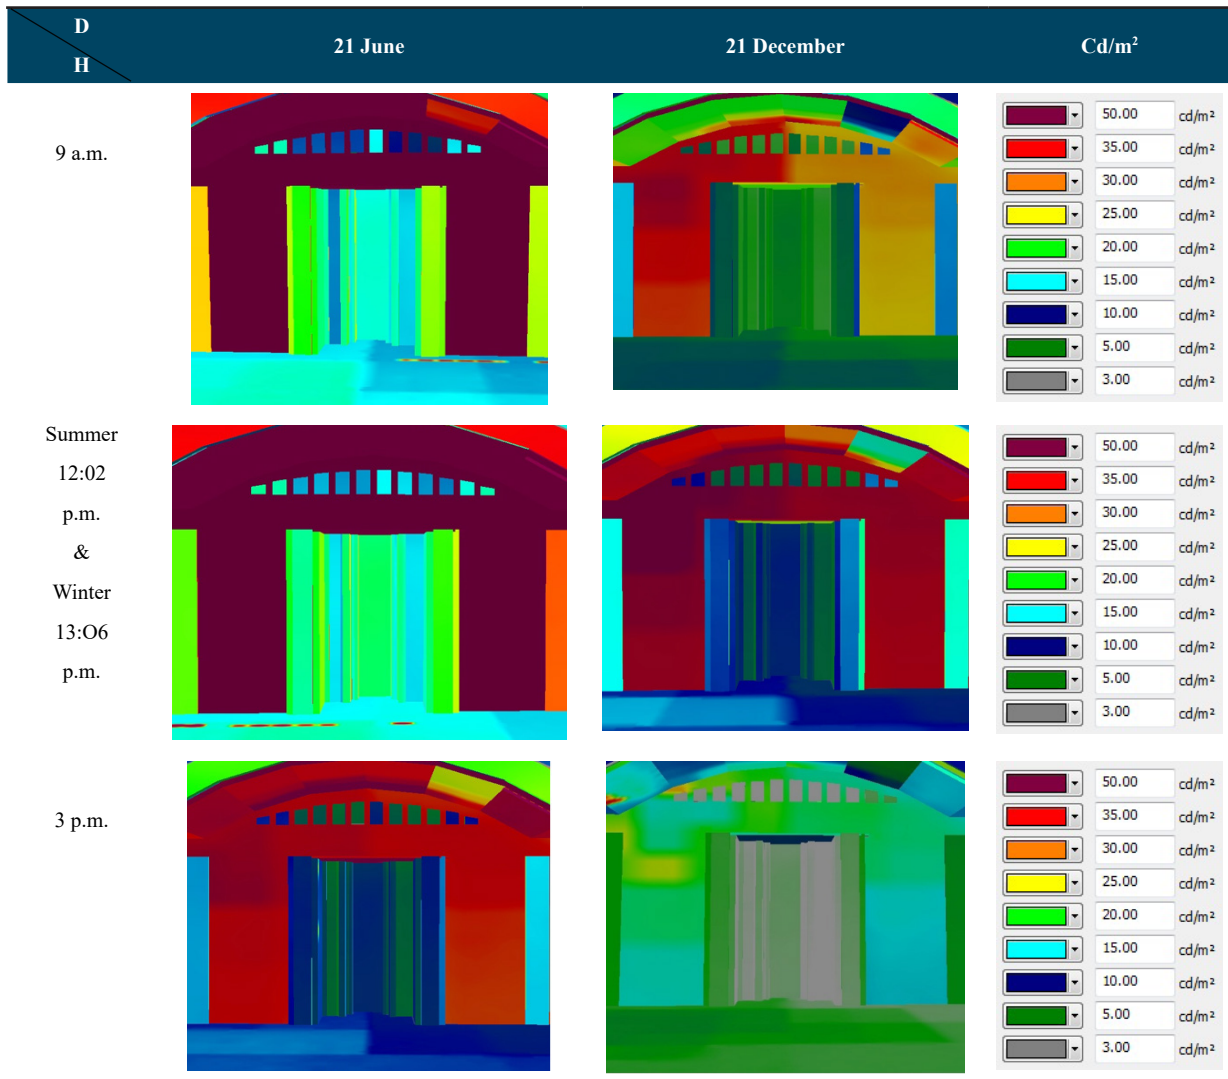 D
H
21 June
21 December
Cd/m²
9 a.m.
50.00 cd/m²
35.00 cd/m²
30.00 cd/m²
25.00 cd/m²
20.00 cd/m²
15.00 cd/m²
10.00 cd/m²
5.00 cd/m²
3.00 cd/m²
Summer
12:02
p.m.
&
Winter
13:O6
p.m.
50.00 cd/m²
35.00 cd/m²
30.00 cd/m²
25.00 cd/m²
20.00 cd/m²
15.00 cd/m²
10.00 cd/m²
5.00 cd/m²
3.00 cd/m²
3 p.m.
50.00 cd/m²
35.00 cd/m²
30.00 cd/m²
25.00 cd/m²
20.00 cd/m²
15.00 cd/m²
10.00 cd/m²
5.00 cd/m²
3.00 cd/m²